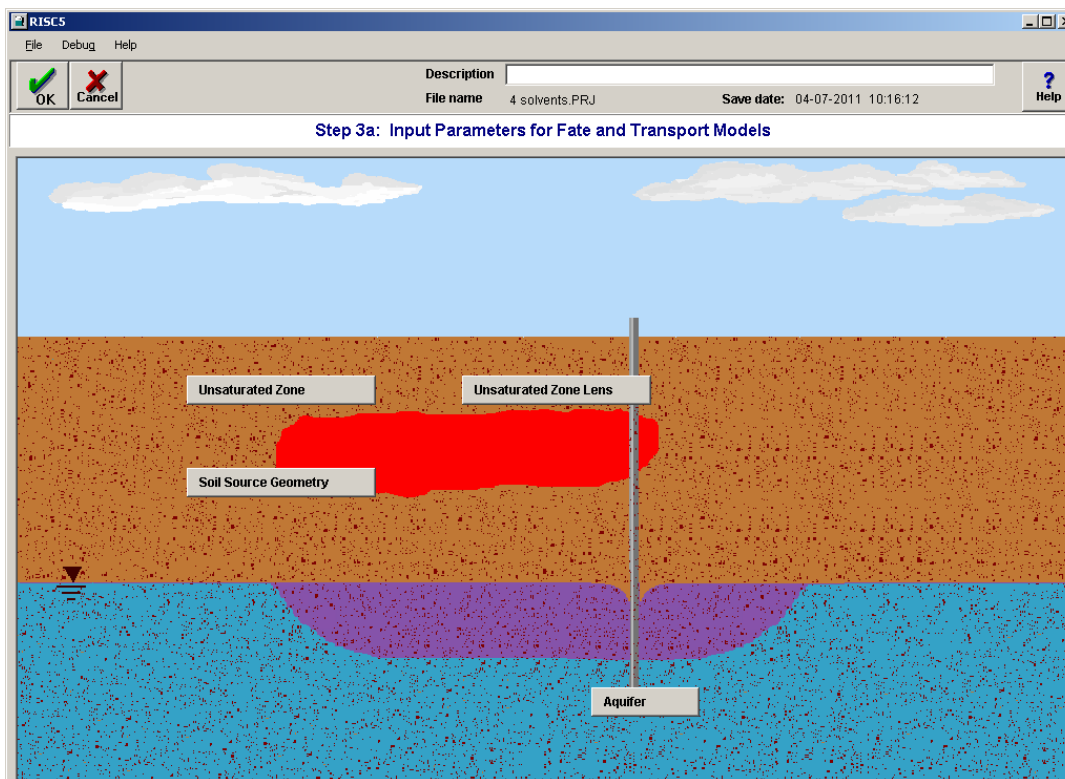 RISC5
File Debug Help
OK
Cancel
Description
File name 4 solvents.PRJ Save date: 04-07-2011 10:16:12
?
Help
Step 3a: Input Parameters for Fate and Transport Models
Unsaturated Zone
Unsaturated Zone Lens
Soil Source Geometry
Aquifer